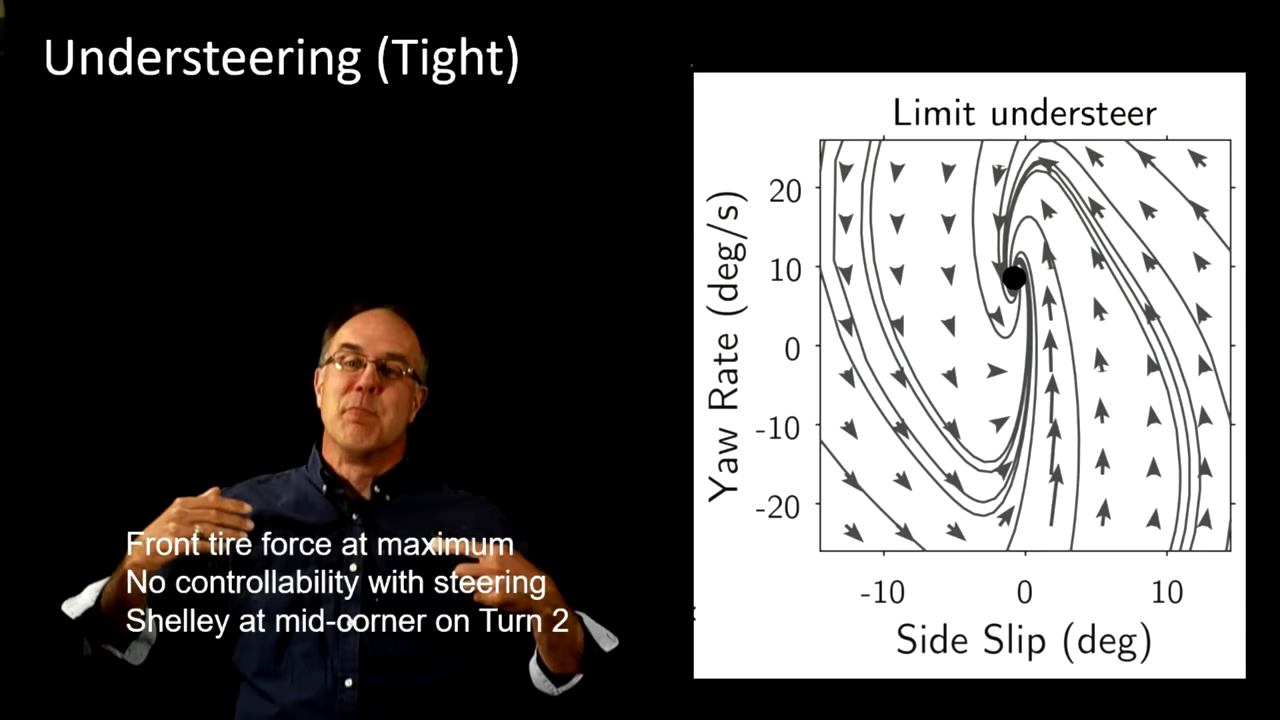 Understeering (Tight)
Limit understeer
20
10
0
-10
-20
Yaw Rate (deg/s)
-10
0
10
Side Slip (deg)
Front tire force at maximum
No controllability with steering
Shelley at mid-corner on Turn 2